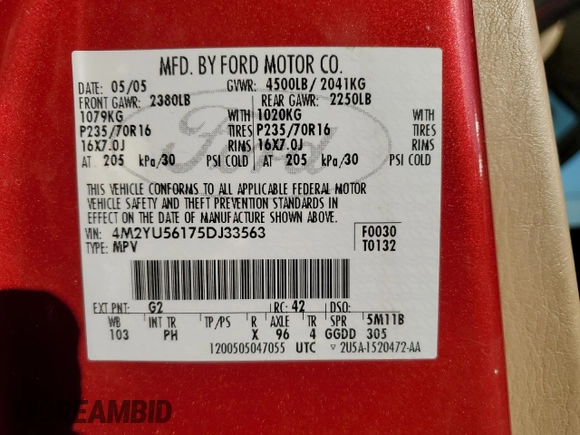 MFD. BY FORD MOTOR CO.
DATE: 05/05 GVWR: 4500LB/ 2041KG
FRONT GAWR: 2380LB REAR GAWR: 2250LB
1079KG WITH 1020KG WITH
P235/70R16 TIRES P235/70R16 TIRES
16X7.0J RIMS 16X7.0J RIMS
AT 205 kPa/30 PSI COLD AT 205 kPa/30 PSI COLD
Ford
THIS VEHICLE CONFORMS TO ALL APPLICABLE FEDERAL MOTOR
VEHICLE SAFETY AND THEFT PREVENTION STANDARDS IN
EFFECT ON THE DATE OF MANUFACTURE SHOWN ABOVE.
VIN: 4M2YU56175DJ33563 F0030
TYPE: MPV T0132
EXT PNT: G2 RC: 42 DSO:
WB INT TR TP/PS R AXLE TR SPR 5M11B
103 PH X 96 4 GGDD 305
1200505047055 UTC ▽ 2U5A-1520472-AA
DREAMBID